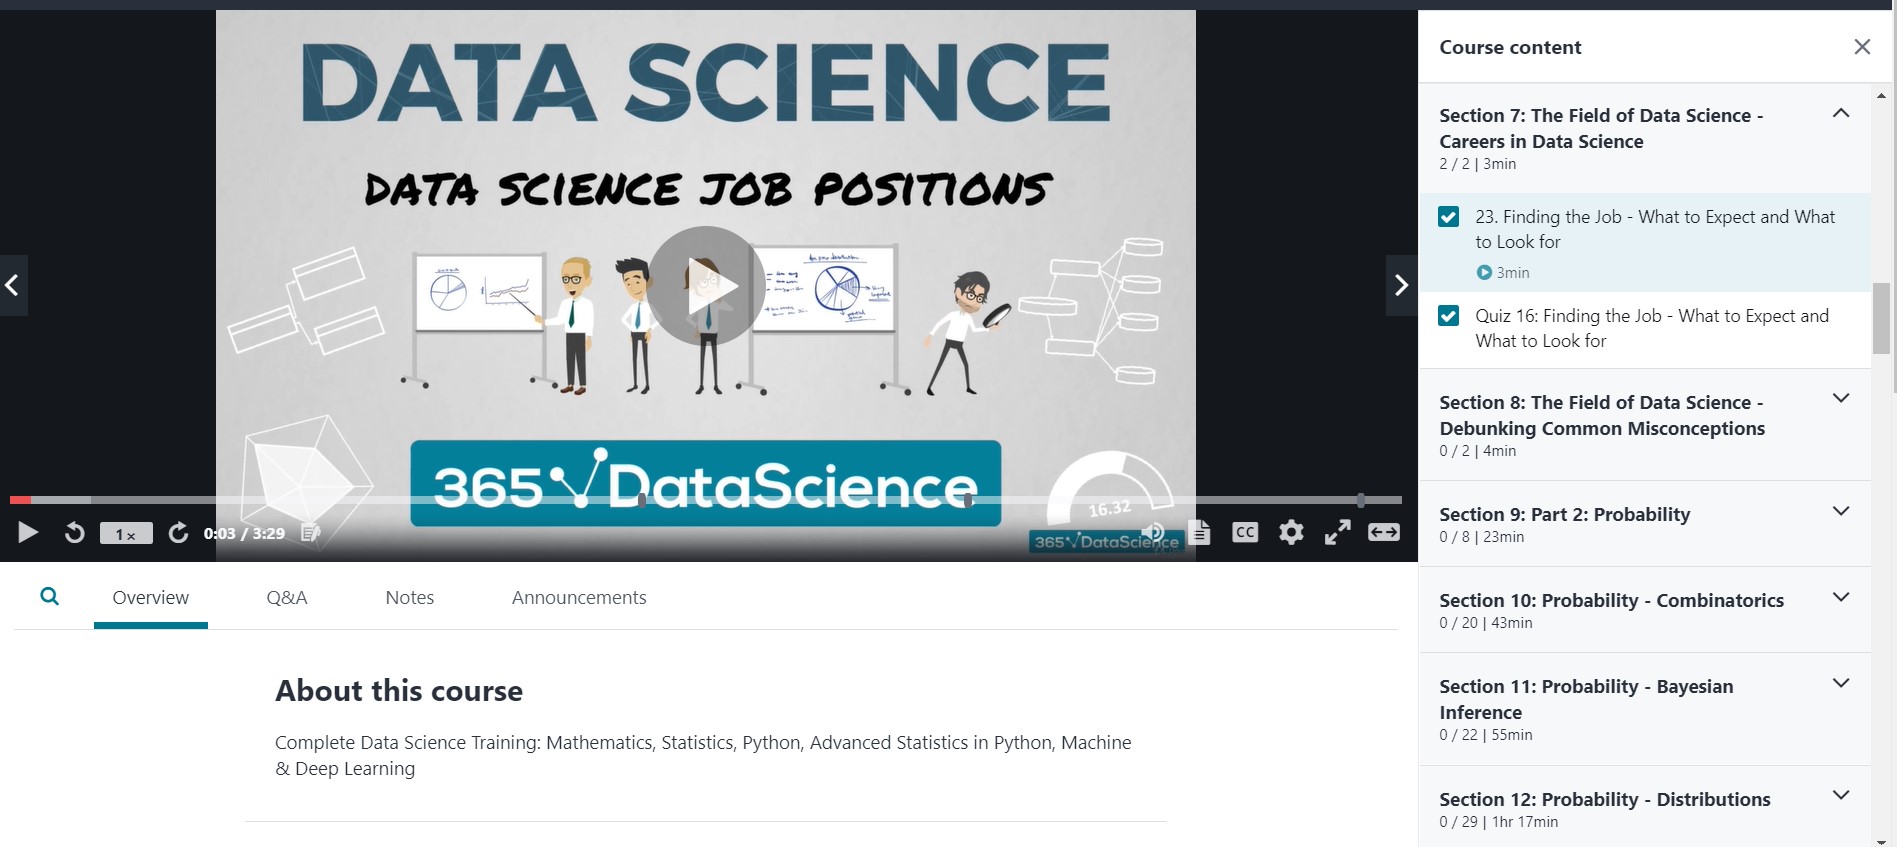 DATA SCIENCE
DATA SCIENCE JOB POSITIONS
365 DataScience
16.32
365 DataScience
1 x
0:03 / 3:29
CC
Overview
Q&A
Notes
Announcements
About this course
Complete Data Science Training: Mathematics, Statistics, Python, Advanced Statistics in Python, Machine
& Deep Learning
Course content
Section 7: The Field of Data Science -
Careers in Data Science
2 / 2 | 3min
23. Finding the Job - What to Expect and What
to Look for
3min
Quiz 16: Finding the Job - What to Expect and
What to Look for
Section 8: The Field of Data Science -
Debunking Common Misconceptions
0 / 2 | 4min
Section 9: Part 2: Probability
0 / 8 | 23min
Section 10: Probability - Combinatorics
0 / 20 | 43min
Section 11: Probability - Bayesian
Inference
0 / 22 | 55min
Section 12: Probability - Distributions
0 / 29 | 1hr 17min